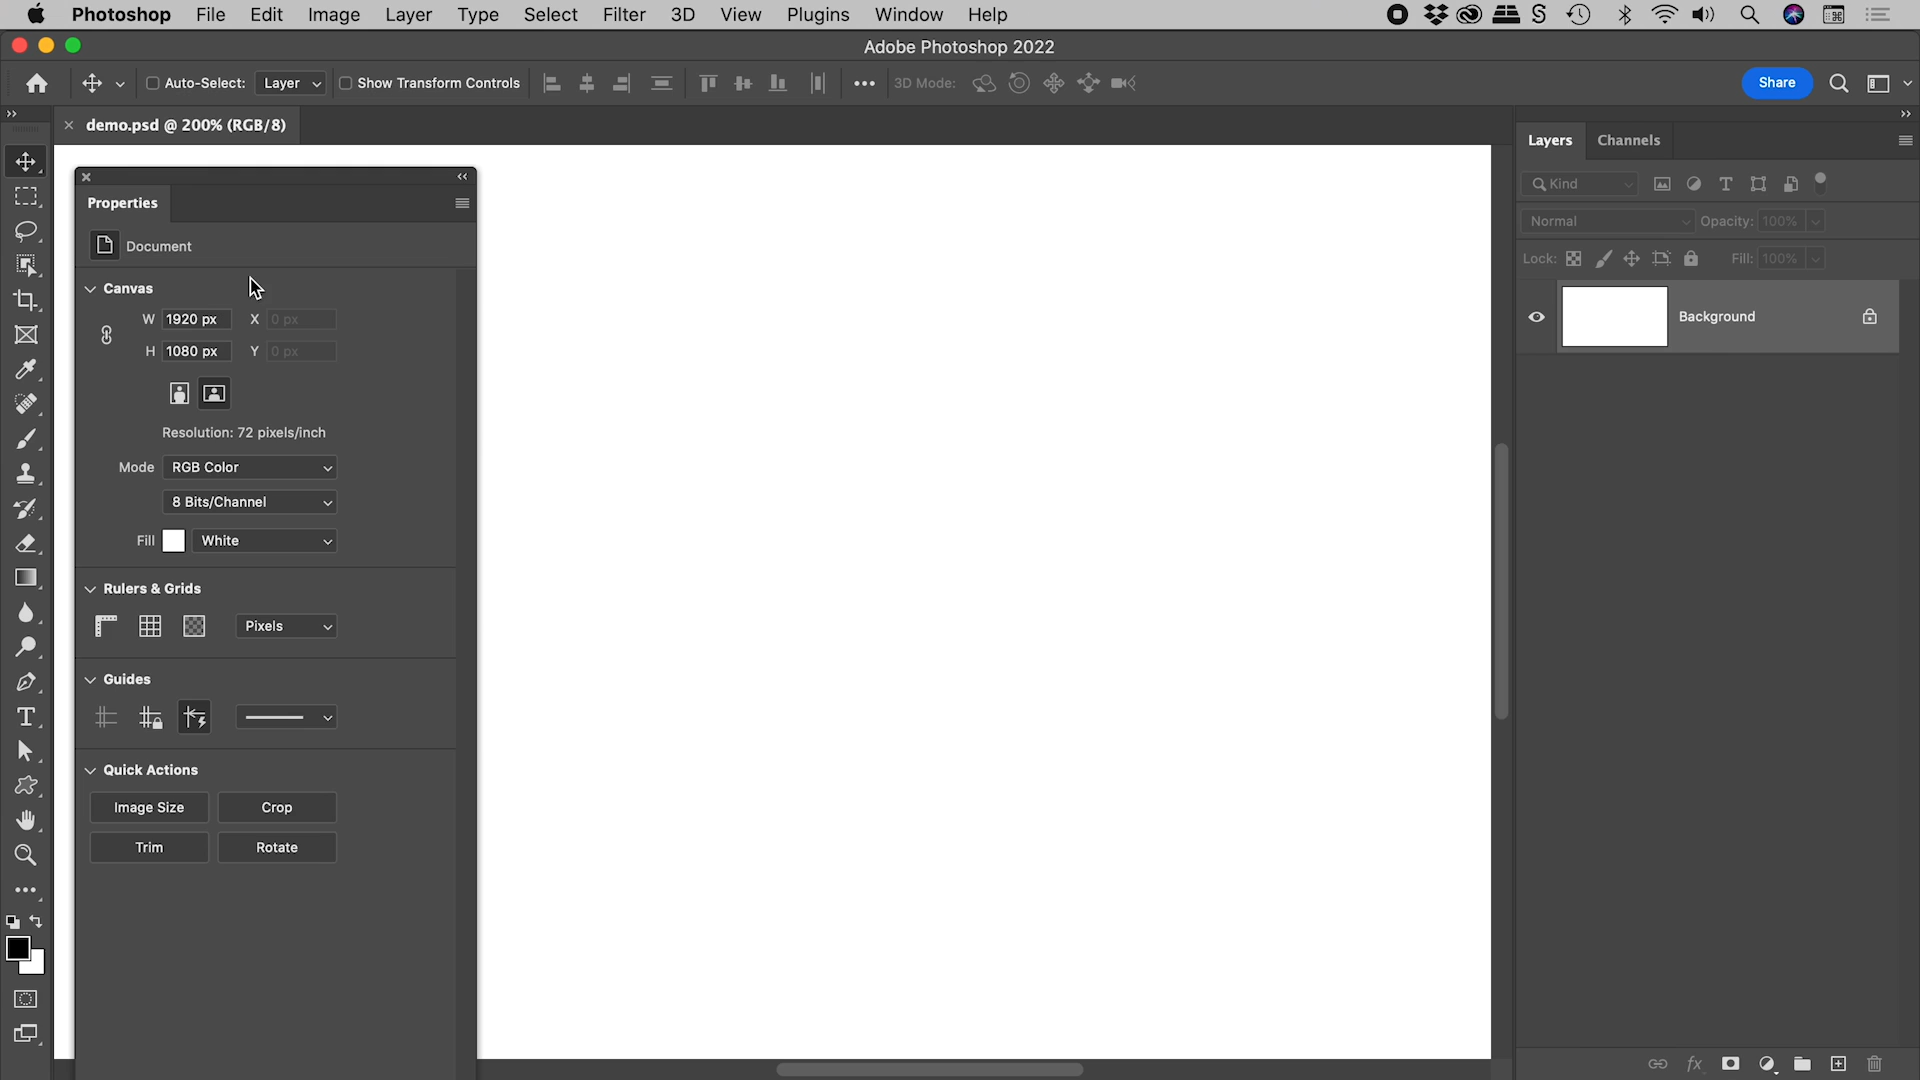 Photoshop File Edit Image Layer Type Select Filter 3D View Plugins Window Help
Adobe Photoshop 2022
Auto-Select: Layer Show Transform Controls 3D Mode: Share
demo.psd @ 200% (RGB/8)
Layers Channels
Properties
Kind
Document
Normal Opacity: 100%
Lock: Fill: 100%
Canvas
W 1920 px X 0 px
H 1080 px Y 0 px
Background
Resolution: 72 pixels/inch
Mode RGB Color
8 Bits/Channel
Fill White
Rulers & Grids
Pixels
Guides
Quick Actions
Image Size Crop
Trim Rotate